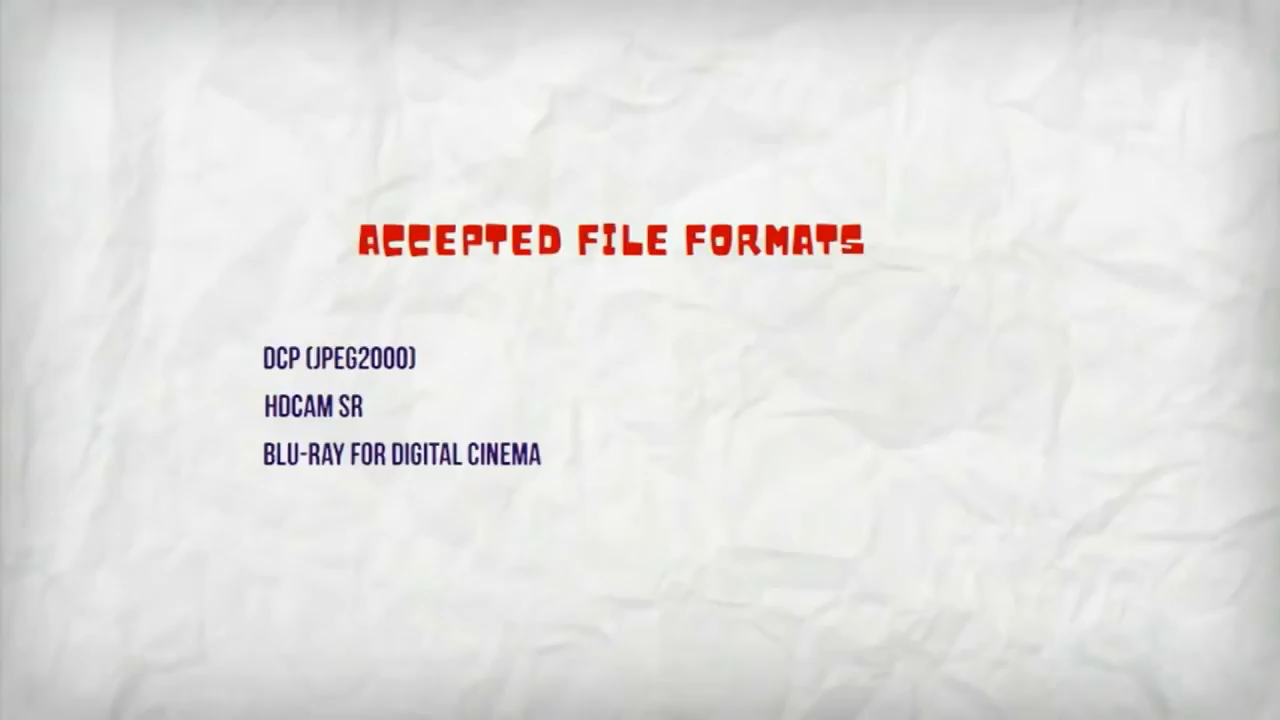 ACCEPTED FILE FORMATS
DCP (JPEG2000)
HDCAM SR
BLU-RAY FOR DIGITAL CINEMA